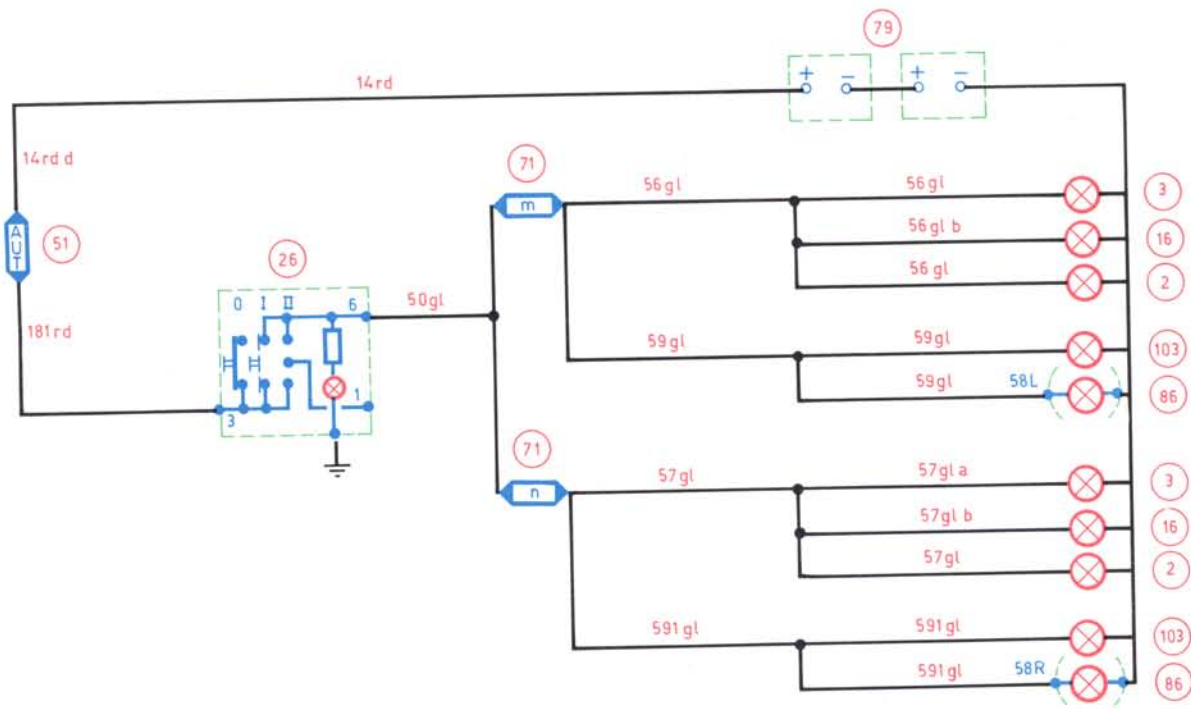 79
14rd
+ − + −
14rd d
71
m
56gl
56gl
3
AUT
51
56gl b
16
26
56 gl
2
0 I II 6
50gl
181rd
59gl
59gl
103
59gl
58L
86
3
1
71
n
57gl
57gl a
3
57gl b
16
57gl
2
591gl
591gl
103
591gl
58R
86